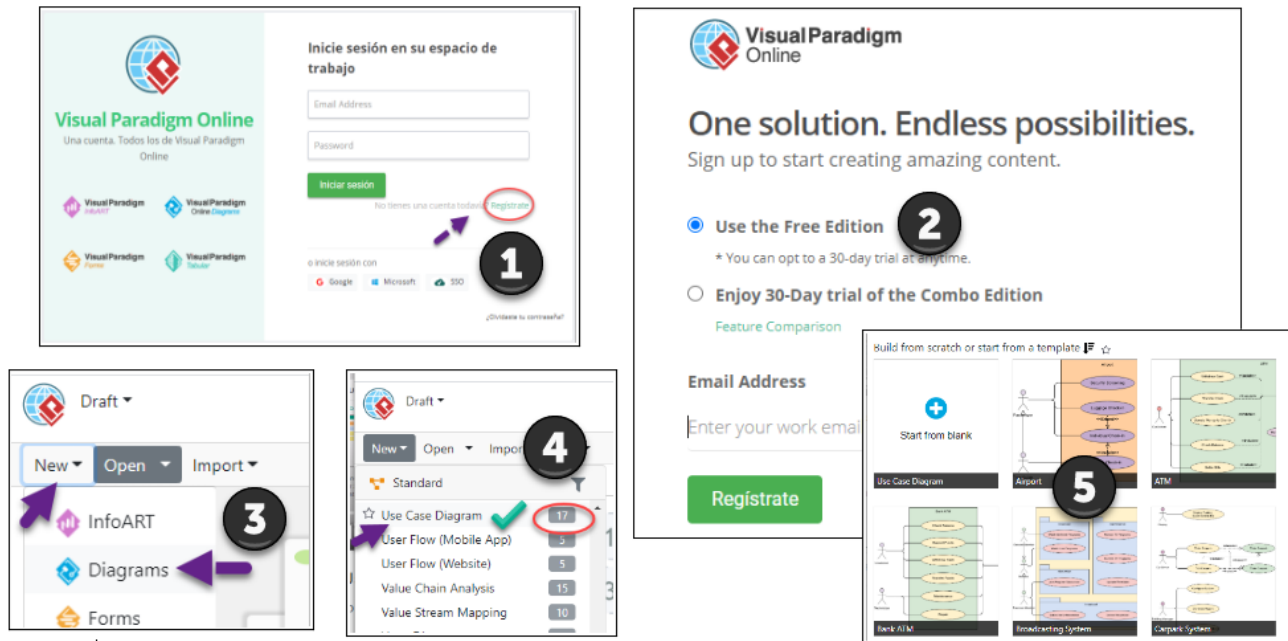 Inicie sesión en su espacio de
trabajo
Email Address
Password
Iniciar sesión
No tienes una cuenta todavía? Regístrate
o inicie sesión con
Google
Microsoft
SSO
¿Olvidaste tu contraseña?
Visual Paradigm Online
Una cuenta. Todos los de Visual Paradigm
Online
Visual Paradigm
InfoART
Visual Paradigm
Online Diagrams
Visual Paradigm
Forms
Visual Paradigm
Tabular
1
Visual Paradigm
Online
One solution. Endless possibilities.
Sign up to start creating amazing content.
Use the Free Edition
* You can opt to a 30-day trial at anytime.
2
Enjoy 30-Day trial of the Combo Edition
Feature Comparison
Email Address
Enter your work emai
Regístrate
Draft
New
Open
Import
InfoART
Diagrams
Forms
3
Draft
New
Open
Impor
4
Standard
Use Case Diagram 17
User Flow (Mobile App) 5
User Flow (Website) 5
Value Chain Analysis 15
Value Stream Mapping 10
Build from scratch or start from a template
Start from blank
Use Case Diagram
Airport
ATM
5
Bank ATM
Broadcasting System
Carpark System